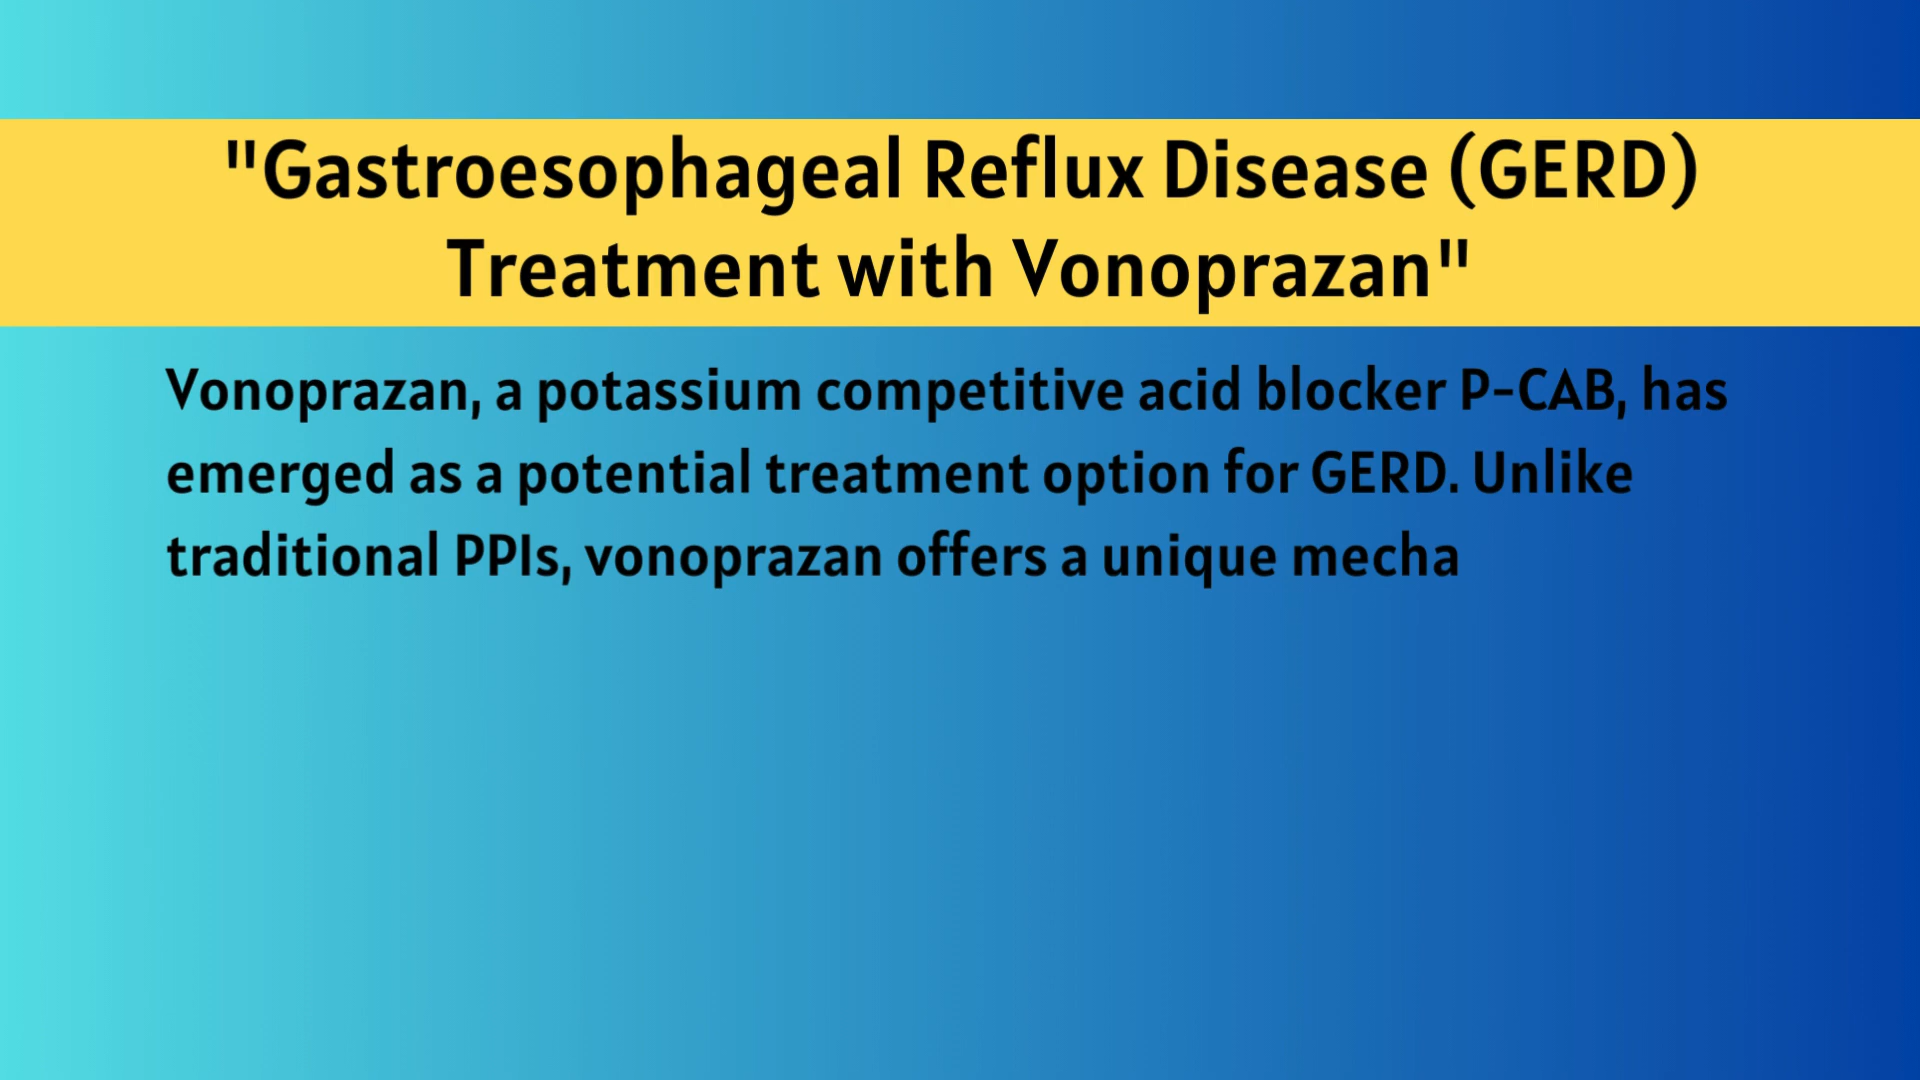 "Gastroesophageal Reflux Disease (GERD)
Treatment with Vonoprazan"
Vonoprazan, a potassium competitive acid blocker P-CAB, has
emerged as a potential treatment option for GERD. Unlike
traditional PPIs, vonoprazan offers a unique mecha